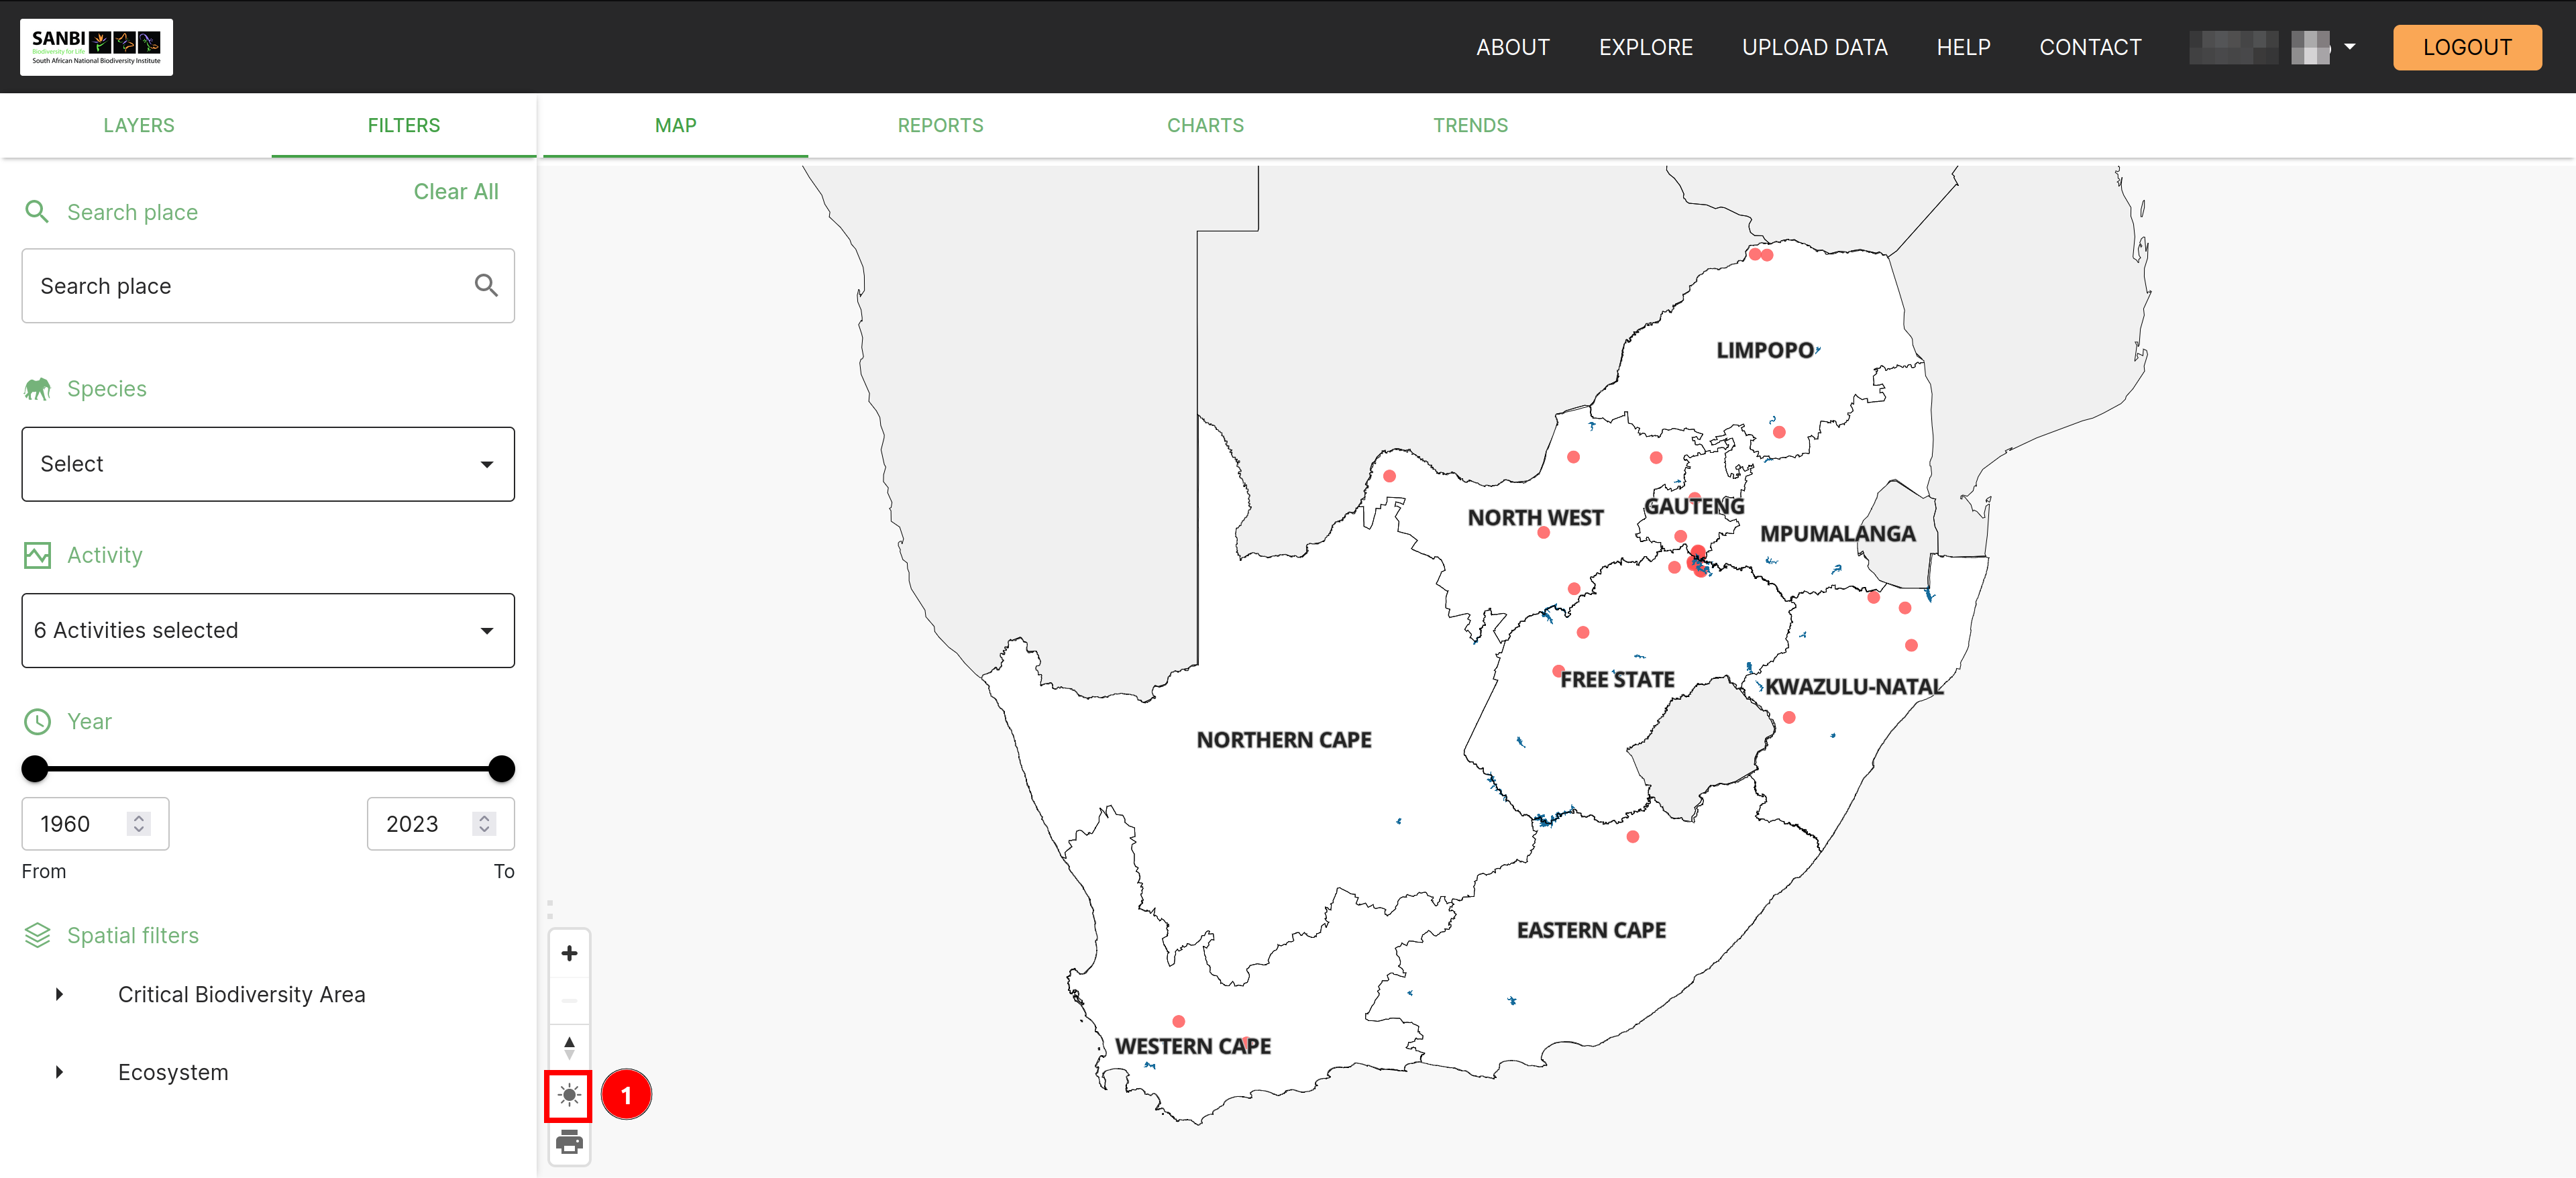 SANBI
Biodiversity for Life
South African National Biodiversity Institute
ABOUT
EXPLORE
UPLOAD DATA
HELP
CONTACT
LOGOUT
LAYERS
FILTERS
MAP
REPORTS
CHARTS
TRENDS
Clear All
Search place
Search place
Species
Select
Activity
6 Activities selected
Year
1960
2023
From
To
Spatial filters
Critical Biodiversity Area
Ecosystem
LIMPOPO
NORTH WEST
GAUTENG
MPUMALANGA
FREE STATE
KWAZULU-NATAL
NORTHERN CAPE
EASTERN CAPE
WESTERN CAPE
1